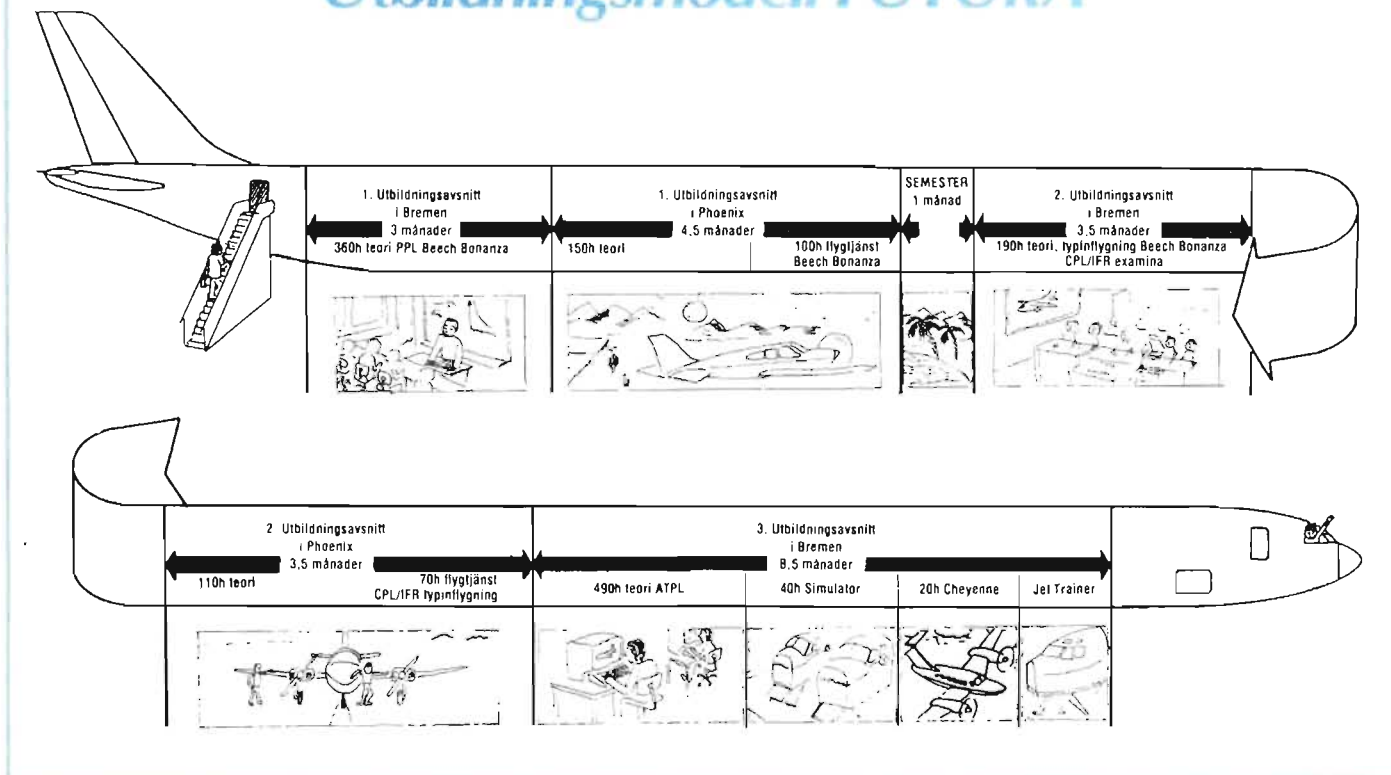 Utbildningsmodell FUTURA
1. Utbildningsavsnitt
i Bremen
3 månader
360h teori PPL Beech Bonanza
1. Utbildningsavsnitt
i Phoenix
4,5 månader
150h teori
100h flygtjänst
Beech Bonanza
SEMESTER
1 månad
2. Utbildningsavsnitt
i Bremen
3,5 månader
190h teori, typinflygning Beech Bonanza
CPL/IFR examina
2 Utbildningsavsnitt
i Phoenix
3,5 månader
110h teori
70h flygtjänst
CPL/IFR typinflygning
3. Utbildningsavsnitt
i Bremen
8,5 månader
490h teori ATPL
40h Simulator
20h Cheyenne
Jet Trainer